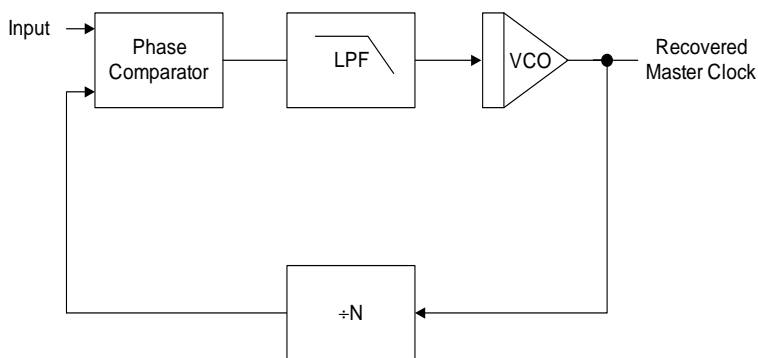 Input
Phase
Comparator
LPF
VCO
Recovered
Master Clock
÷N